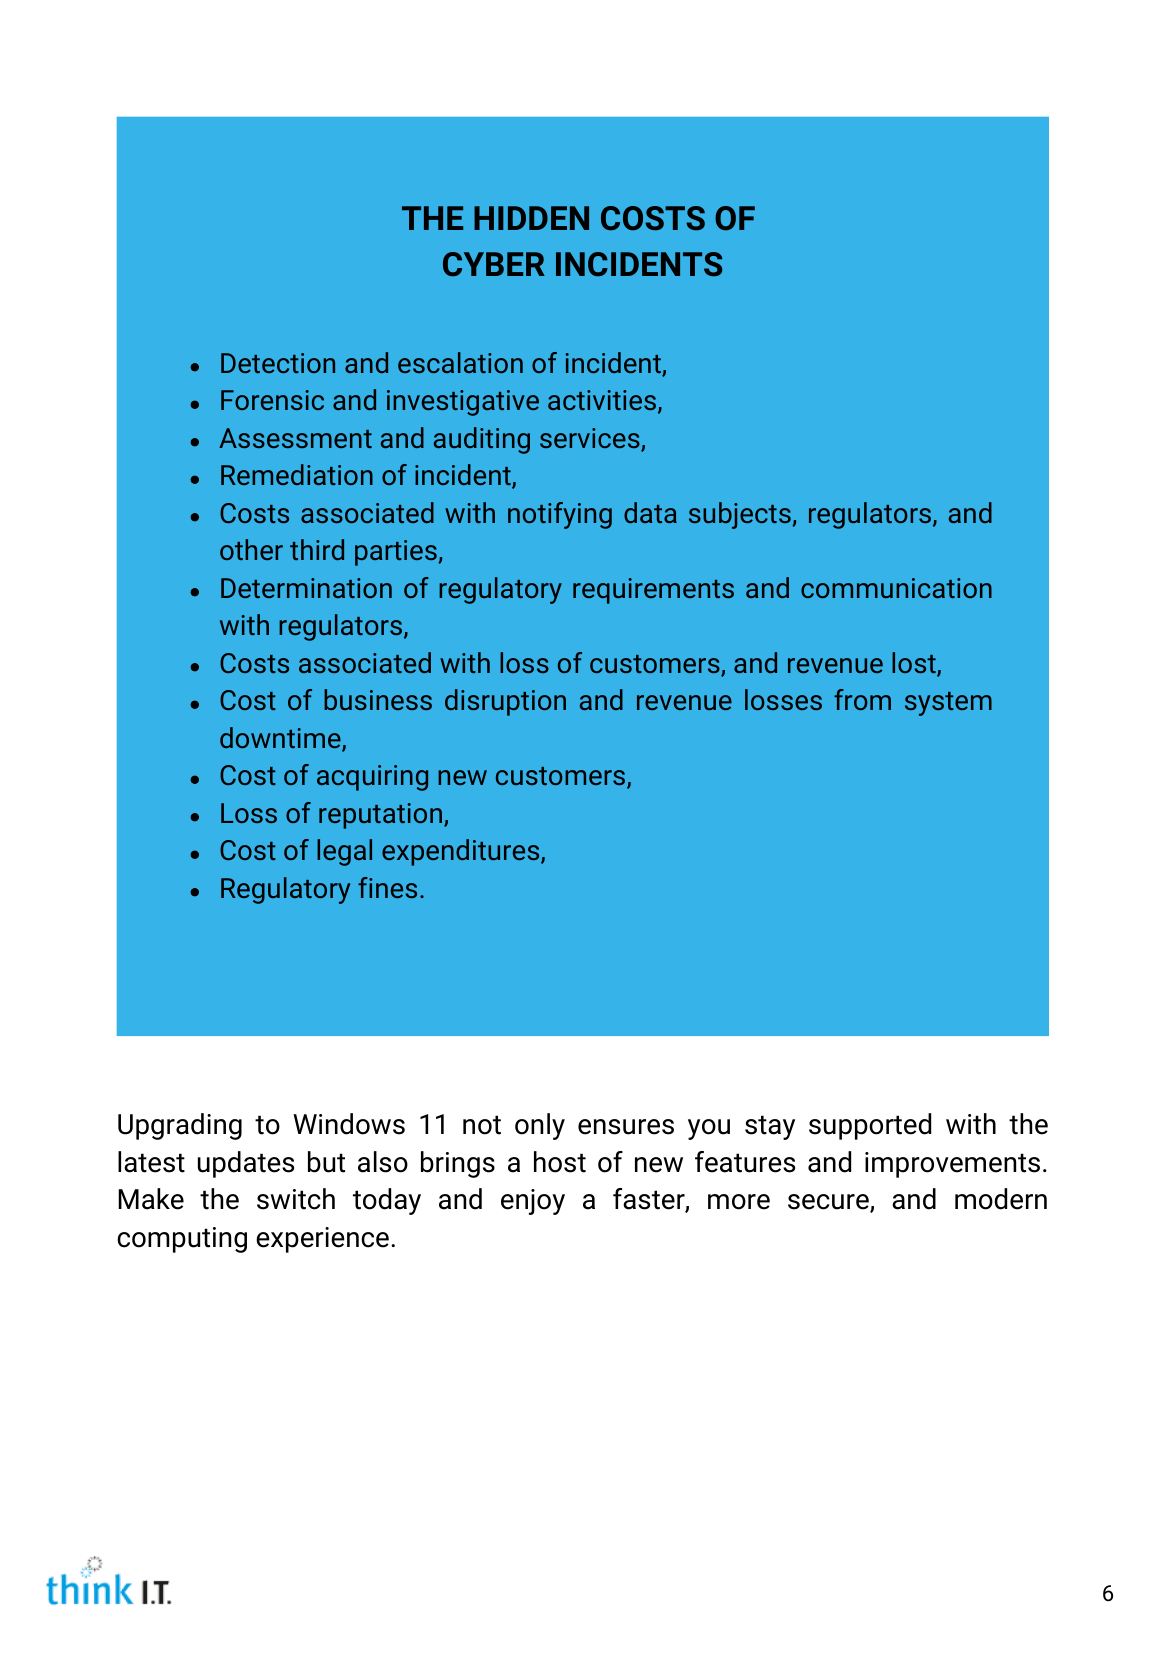 THE HIDDEN COSTS OF
CYBER INCIDENTS
• Detection and escalation of incident,
• Forensic and investigative activities,
• Assessment and auditing services,
• Remediation of incident,
• Costs associated with notifying data subjects, regulators, and
other third parties,
• Determination of regulatory requirements and communication
with regulators,
• Costs associated with loss of customers, and revenue lost,
• Cost of business disruption and revenue losses from system
downtime,
• Cost of acquiring new customers,
• Loss of reputation,
• Cost of legal expenditures,
• Regulatory fines.
Upgrading to Windows 11 not only ensures you stay supported with the
latest updates but also brings a host of new features and improvements.
Make the switch today and enjoy a faster, more secure, and modern
computing experience.
think I.T.
6